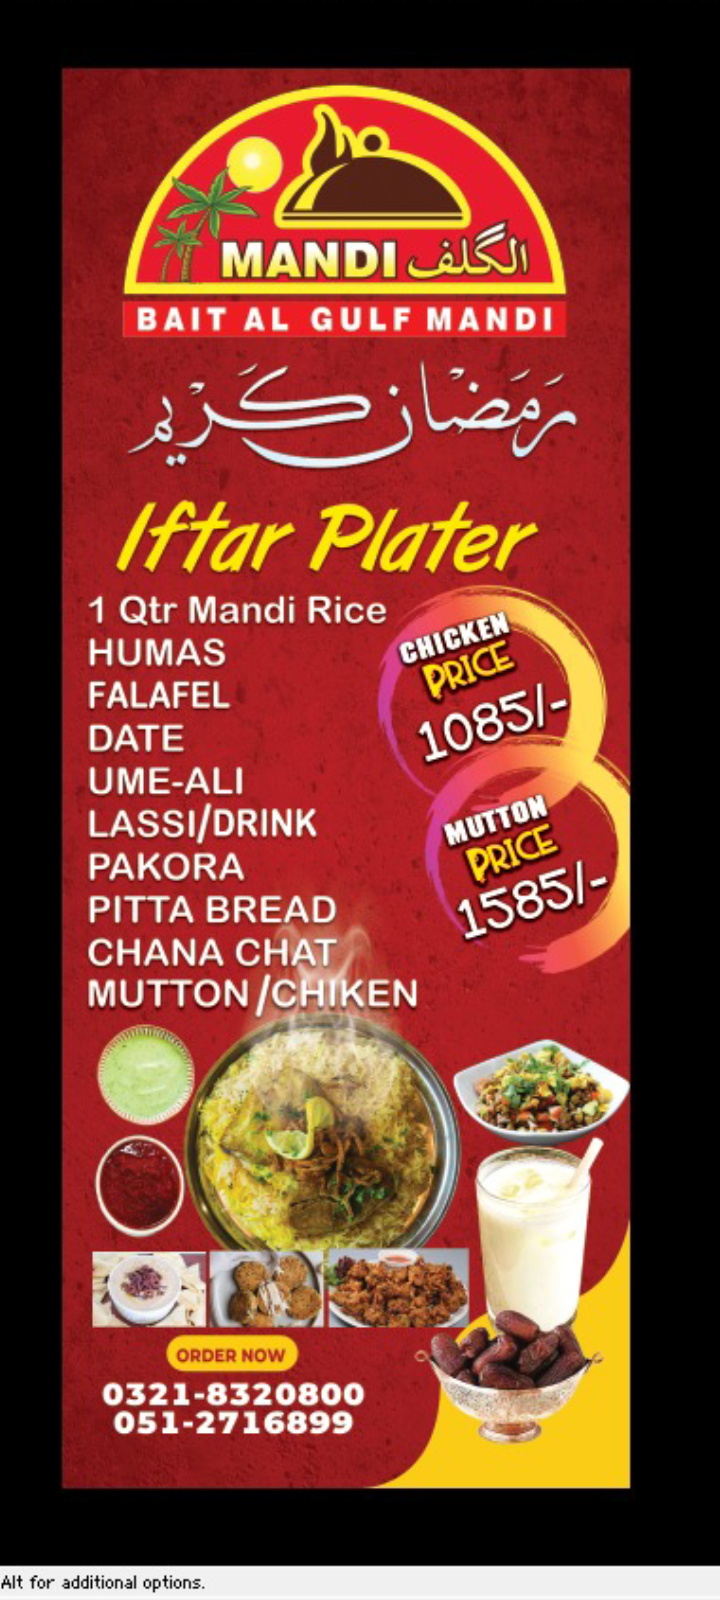 MANDI الگلف
BAIT AL GULF MANDI
رَمَضَان كَرْيم
Iftar Plater
1 Qtr Mandi Rice
HUMAS
FALAFEL
DATE
UME-ALI
LASSI/DRINK
PAKORA
PITTA BREAD
CHANA CHAT
MUTTON/CHIKEN
CHICKEN
PRICE
1085/-
MUTTON
PRICE
1585/-
ORDER NOW
0321-8320800
051-2716899
Alt for additional options.